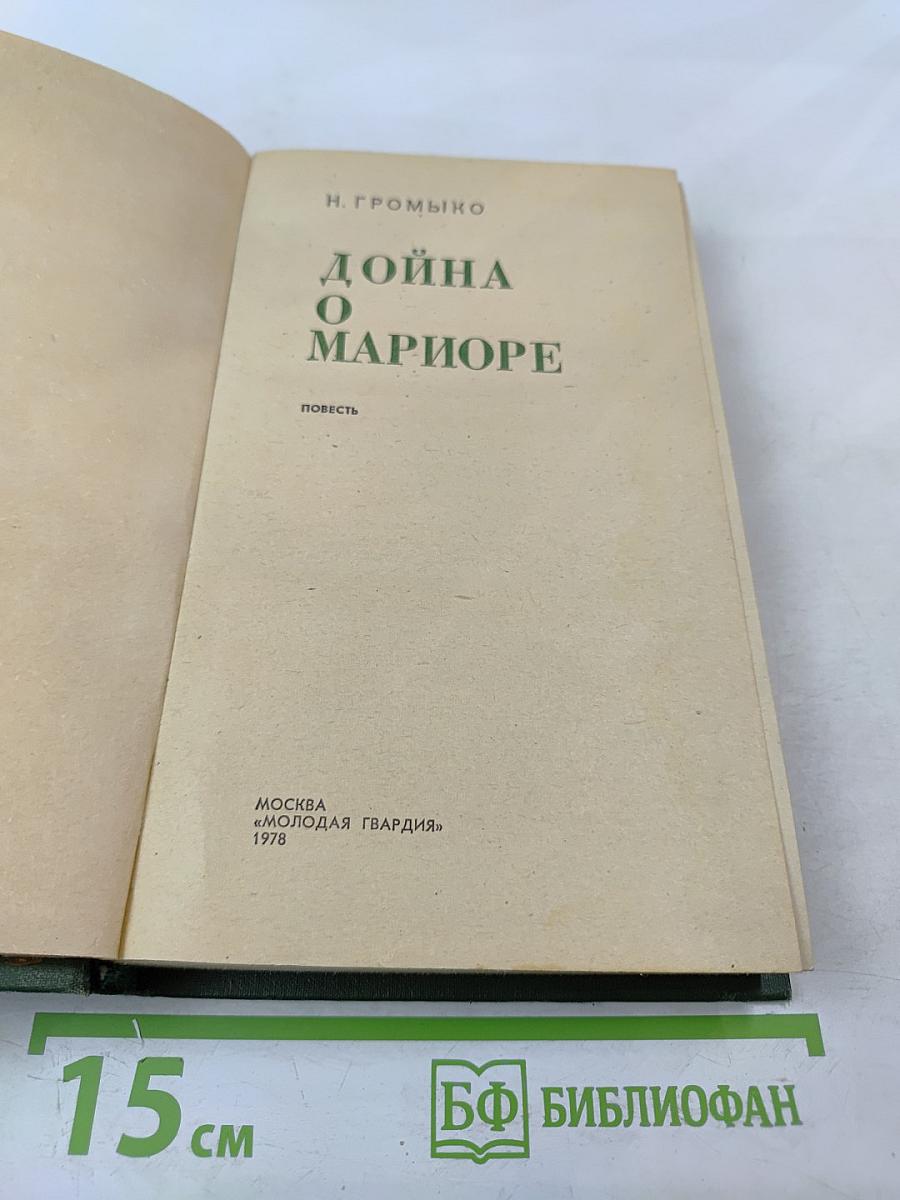 Н. ГРОМЫКО
ДОЙНА
О
МАРИОРЕ
ПОВЕСТЬ
МОСКВА
«МОЛОДАЯ ГВАРДИЯ»
1978
15 см
БФ БИБЛИОФАН